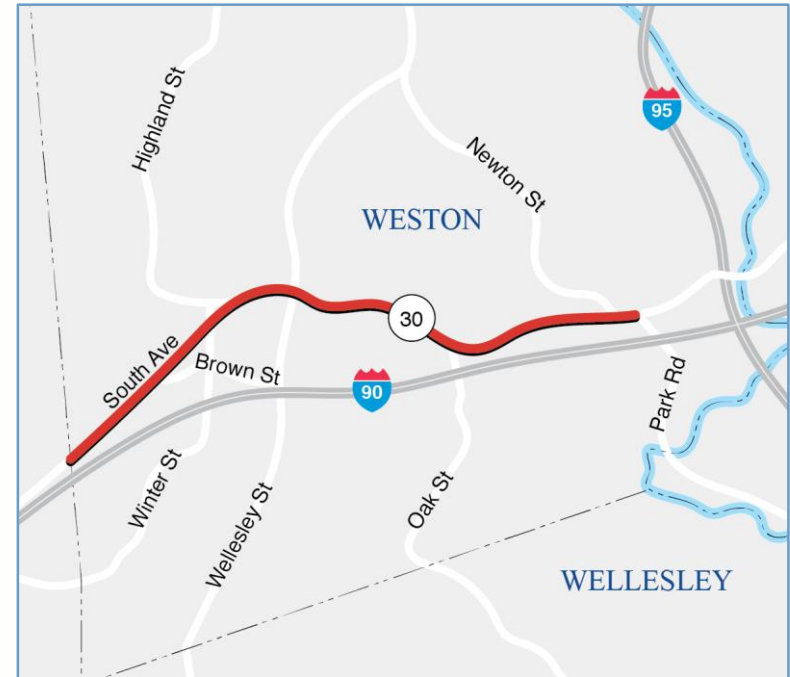 Highland St
95
Newton St
WESTON
30
South Ave
Brown St
90
Park Rd
Winter St
Wellesley St
Oak St
WELLESLEY